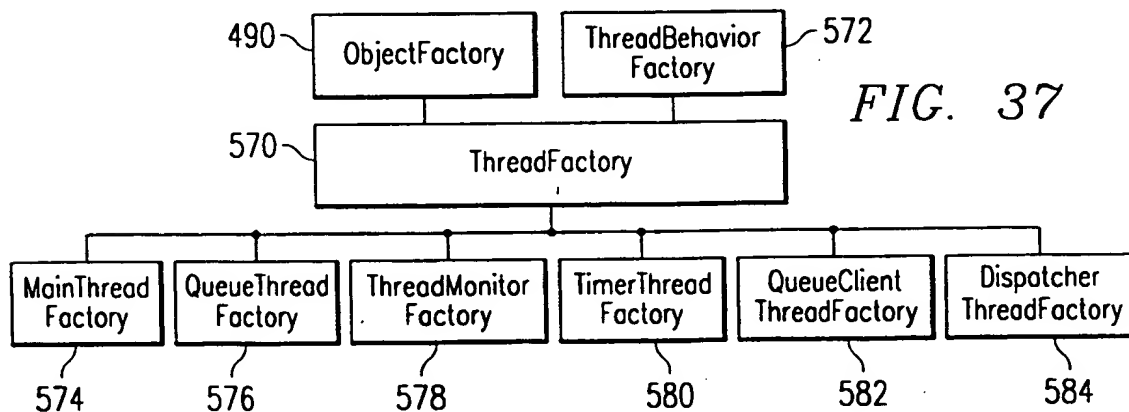 490
ObjectFactory
ThreadBehavior
Factory
572
FIG. 37
570
ThreadFactory
MainThread
Factory
QueueThread
Factory
ThreadMonitor
Factory
TimerThread
Factory
QueueClient
ThreadFactory
Dispatcher
ThreadFactory
574
576
578
580
582
584